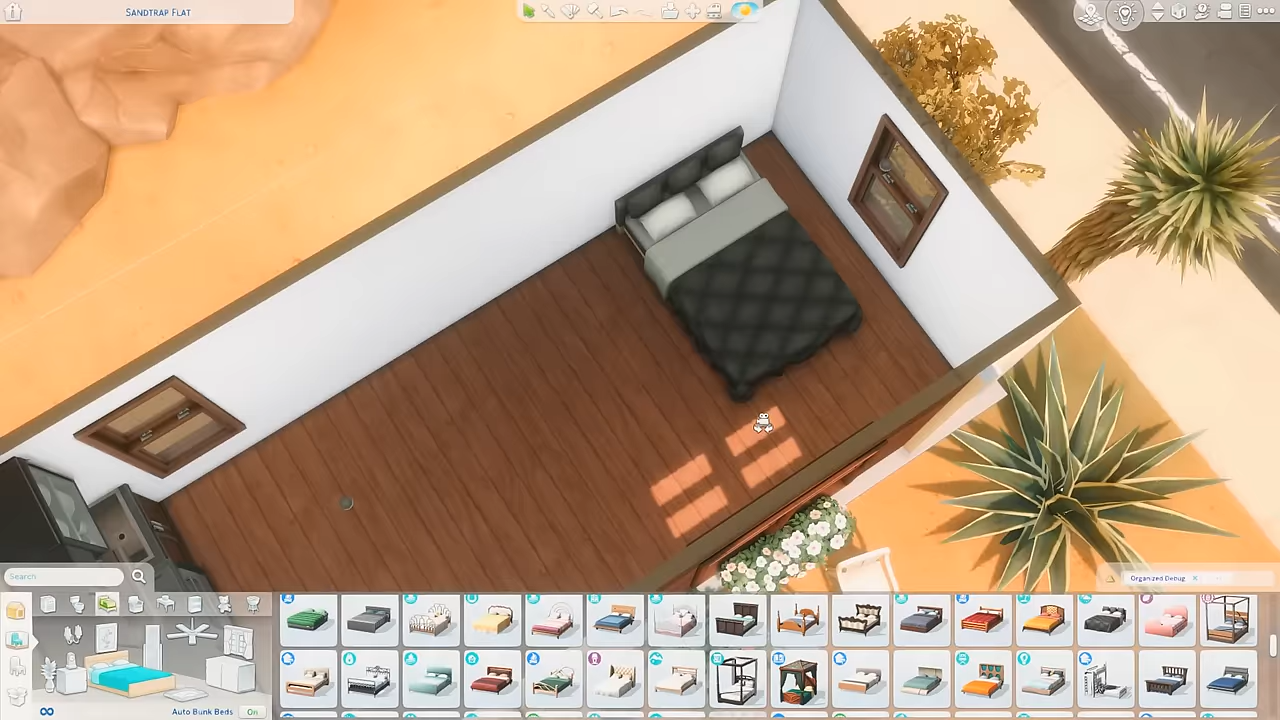 SANDTRAP FLAT
Search
Organized Debug
Auto Bunk Beds
On